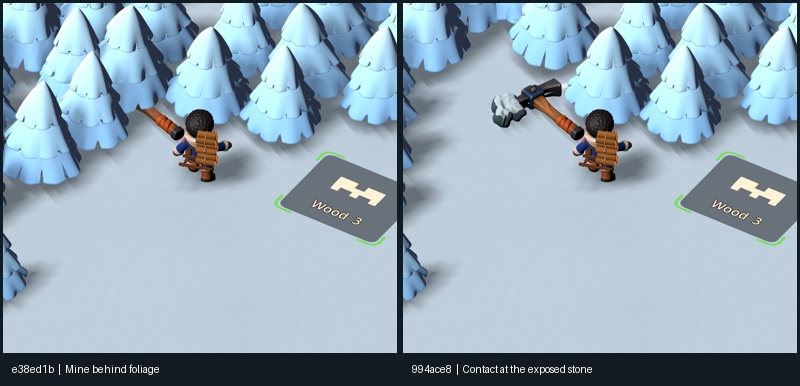 Wood 3
Wood 3
e38ed1b | Mine behind foliage
994ace8 | Contact at the exposed stone